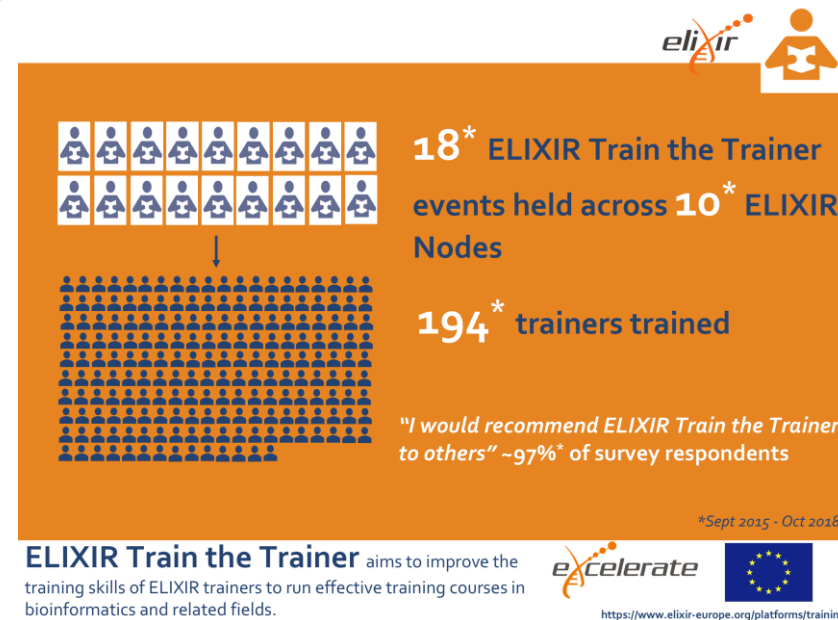 elixir
18* ELIXIR Train the Trainer
events held across 10* ELIXIR
Nodes
194* trainers trained
"I would recommend ELIXIR Train the Trainer
to others" ~97%* of survey respondents
*Sept 2015 - Oct 2018
ELIXIR Train the Trainer aims to improve the
training skills of ELIXIR trainers to run effective training courses in
bioinformatics and related fields.
excelerate
https://www.elixir-europe.org/platforms/training